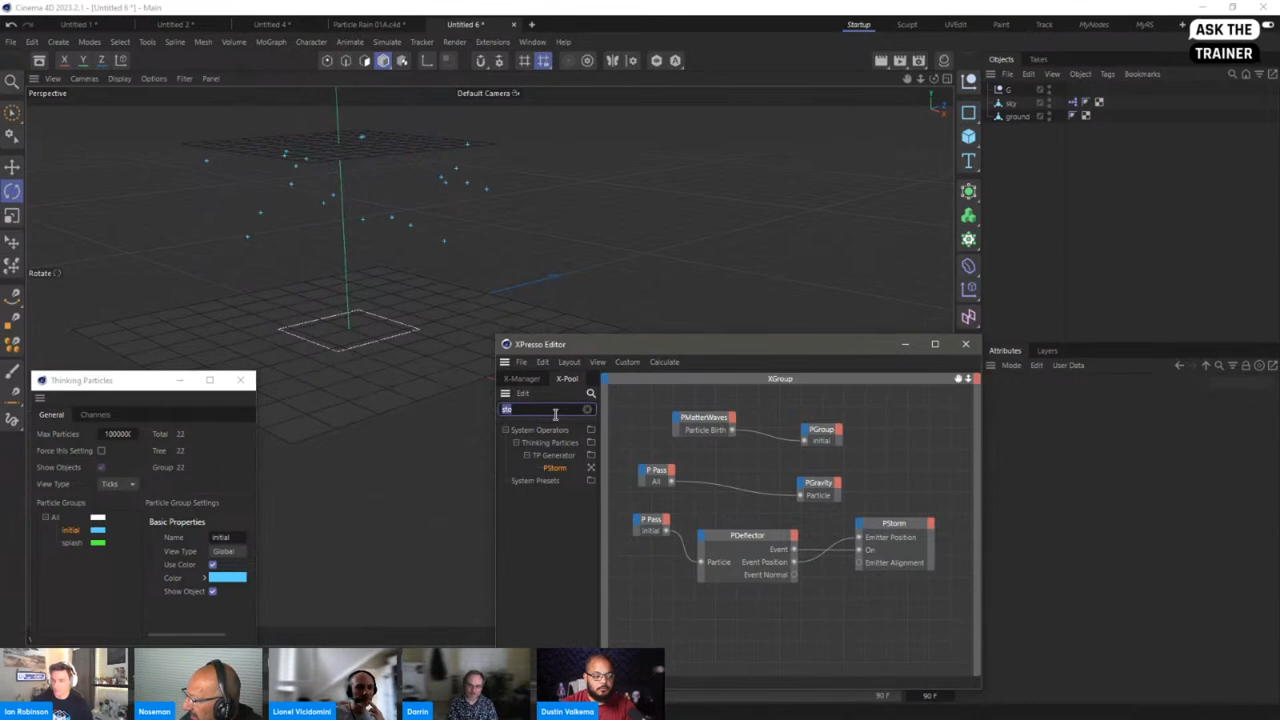 Cinema 4D 2023.2.1 - [Untitled 6 *] - Main
Untitled 1 *
Untitled 2 *
Untitled 4 *
Particle Rain 01A.c4d *
Untitled 6 *
Startup
Sculpt
UVEdit
Paint
Track
MyNodes
MyRS
ASK THE
TRAINER
File Edit Create Modes Select Tools Spline Mesh Volume MoGraph Character Animate Simulate Tracker Render Extensions Window Help
X Y Z
View Cameras Display Options Filter Panel
Perspective
Default Camera
Y
Z
X
Rotate
Objects Takes
File Edit View Object Tags Bookmarks
G
sky
ground
Attributes Layers
Mode Edit User Data
Thinking Particles
General Channels
Max Particles 100000 Total 22
Force this Setting Tree 22
Show Objects Group 22
View Type Ticks
Particle Groups Particle Group Settings
All
initial
splash
Basic Properties
Name initial
View Type Global
Use Color
Color
Show Object
XPresso Editor
File Edit Layout View Custom Calculate
X-Manager X-Pool
Edit
sto
System Operators
Thinking Particles
TP Generator
PStorm
System Presets
XGroup
PMatterWaves
Particle Birth
PGroup
initial
P Pass
All
PGravity
Particle
P Pass
initial
PDeflector
Event
Particle Event Position
Event Normal
PStorm
Emitter Position
On
Emitter Alignment
90 F 90 F
Ian Robinson
Noseman
Lionel Vicidomini
Darrin
Dustin Valkema